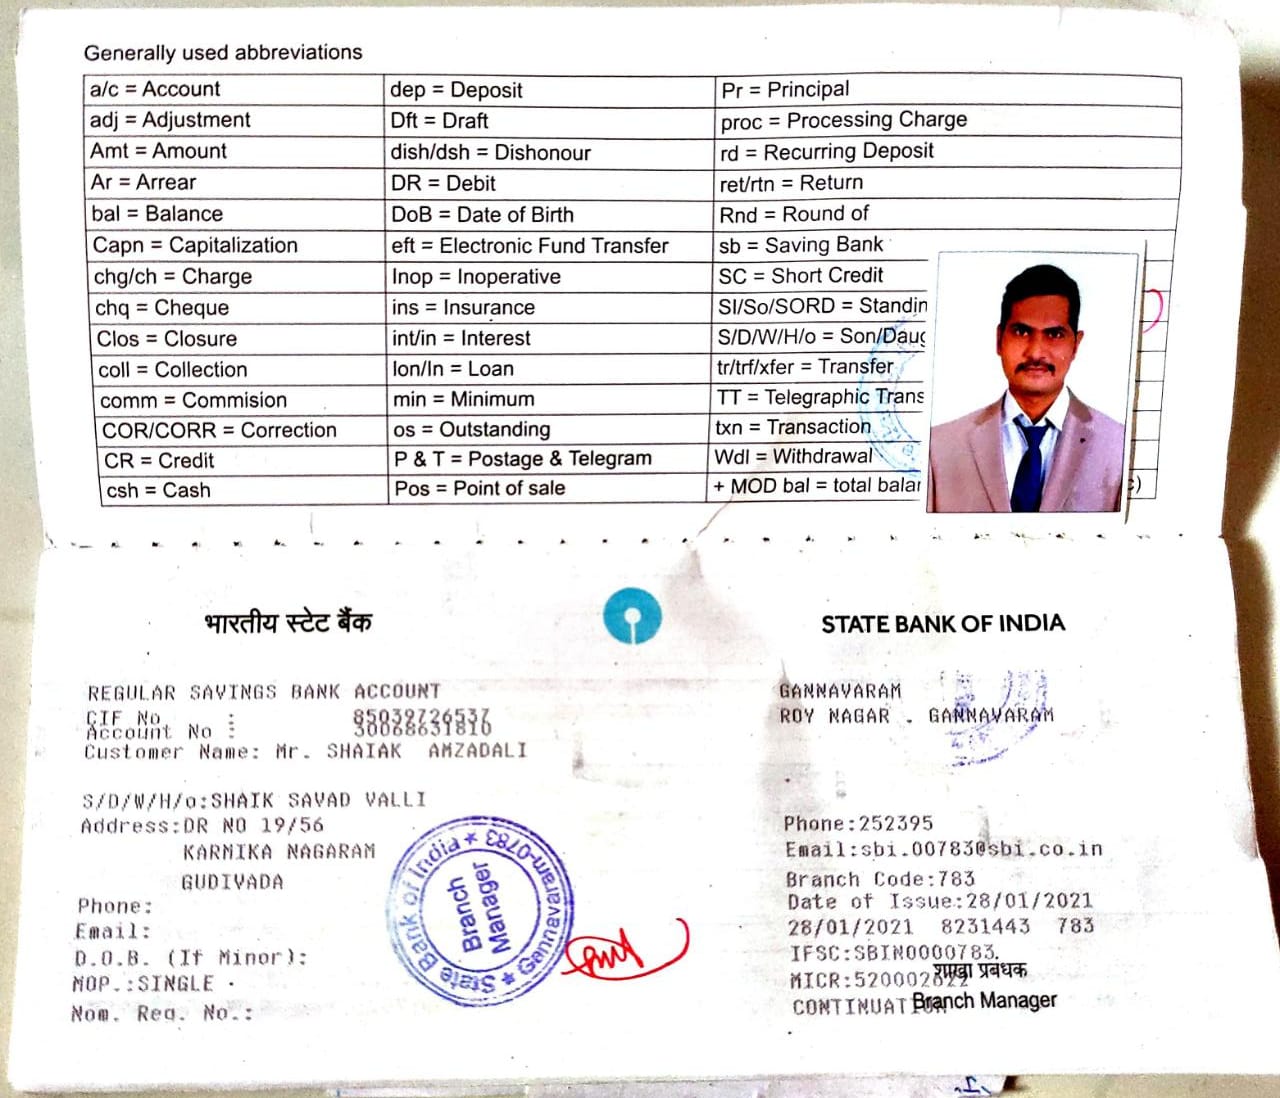 Generally used abbreviations
a/c = Account dep = Deposit Pr = Principal
adj = Adjustment Dft = Draft proc = Processing Charge
Amt = Amount dish/dsh = Dishonour rd = Recurring Deposit
Ar = Arrear DR = Debit ret/rtn = Return
bal = Balance DoB = Date of Birth Rnd = Round of
Capn = Capitalization eft = Electronic Fund Transfer sb = Saving Bank
chg/ch = Charge Inop = Inoperative SC = Short Credit
chq = Cheque ins = Insurance SI/So/SORD = Standin
Clos = Closure int/in = Interest S/D/W/H/o = Son/Daug
coll = Collection lon/ln = Loan tr/trf/xfer = Transfer
comm = Commision min = Minimum TT = Telegraphic Trans
COR/CORR = Correction os = Outstanding txn = Transaction
CR = Credit P & T = Postage & Telegram Wdl = Withdrawal
csh = Cash Pos = Point of sale + MOD bal = total balan
भारतीय स्टेट बैंक
STATE BANK OF INDIA
REGULAR SAVINGS BANK ACCOUNT
CIF No :
Account No :
Customer Name: Mr. SHAIAK AMZADALI
S/D/W/H/o:SHAIK SAVAD VALLI
Address:DR NO 19/56
KARMIKA NAGARAM
GUDIVADA
Phone:
Email:
D.O.B. (If Minor):
MOP.:SINGLE
Nom. Reg. No.:
State Bank of India ★ Gannavaram-0783 ★
Branch Manager
GANNAVARAM
ROY NAGAR . GANNAVARAM
Phone:252395
Email:sbi.00783@sbi.co.in
Branch Code:783
Date of Issue:28/01/2021
28/01/2021 8231443 783
IFSC:SBIN0000783.
MICR:520002
शाखा प्रबंधक
CONTINUATION
Branch Manager